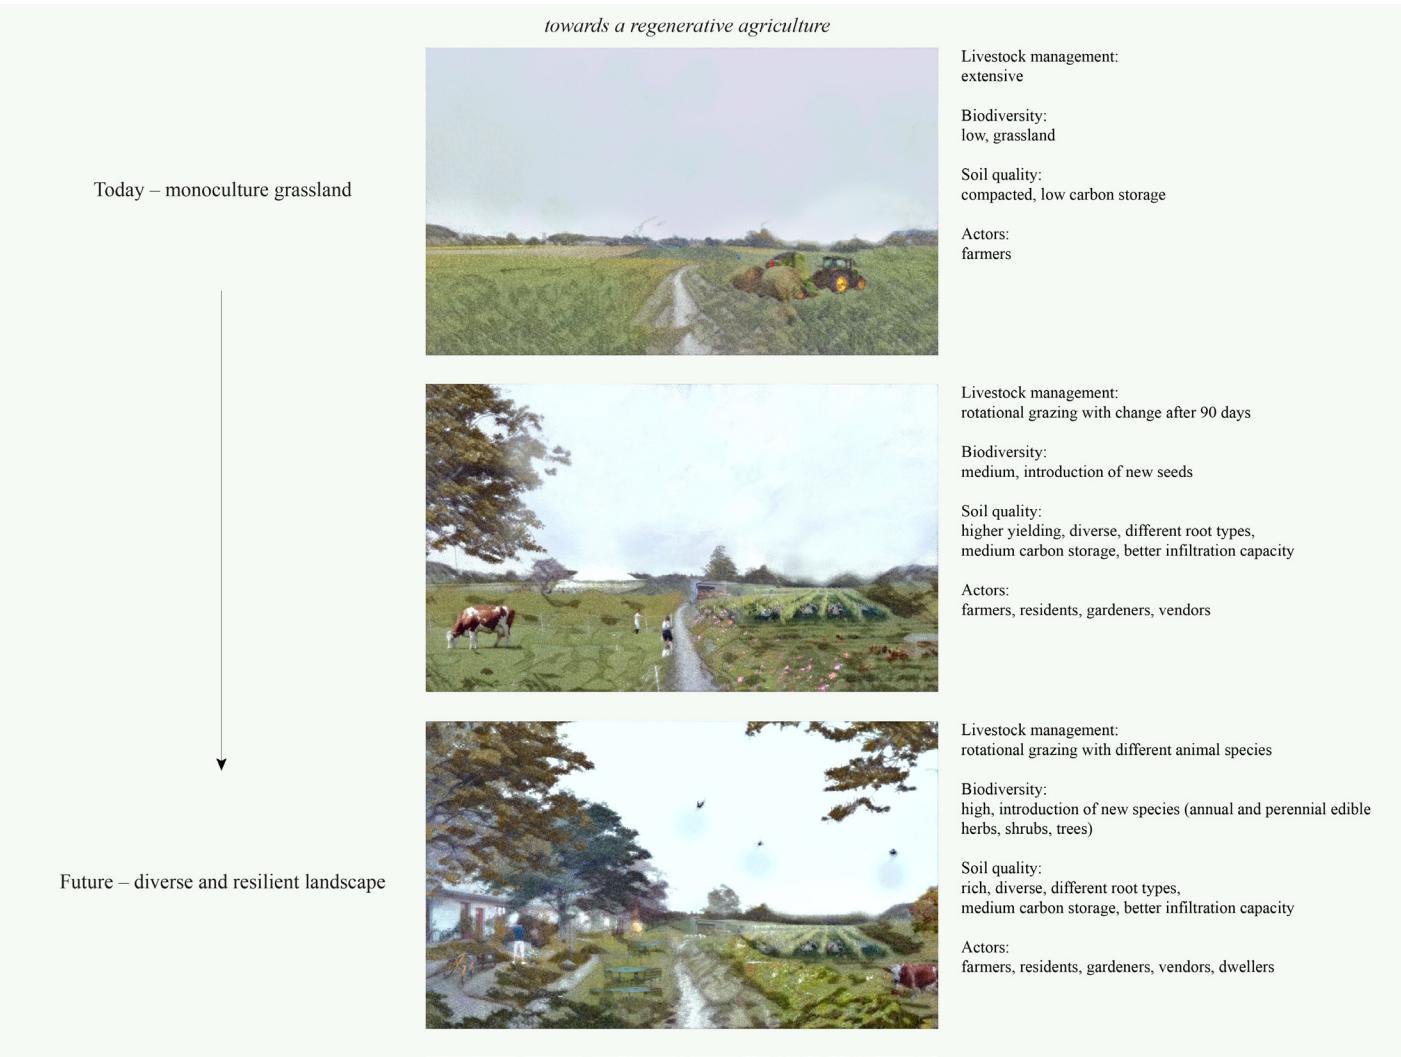 towards a regenerative agriculture
Today – monoculture grassland
Livestock management:
extensive
Biodiversity:
low, grassland
Soil quality:
compacted, low carbon storage
Actors:
farmers
Livestock management:
rotational grazing with change after 90 days
Biodiversity:
medium, introduction of new seeds
Soil quality:
higher yielding, diverse, different root types,
medium carbon storage, better infiltration capacity
Actors:
farmers, residents, gardeners, vendors
Future – diverse and resilient landscape
Livestock management:
rotational grazing with different animal species
Biodiversity:
high, introduction of new species (annual and perennial edible
herbs, shrubs, trees)
Soil quality:
rich, diverse, different root types,
medium carbon storage, better infiltration capacity
Actors:
farmers, residents, gardeners, vendors, dwellers